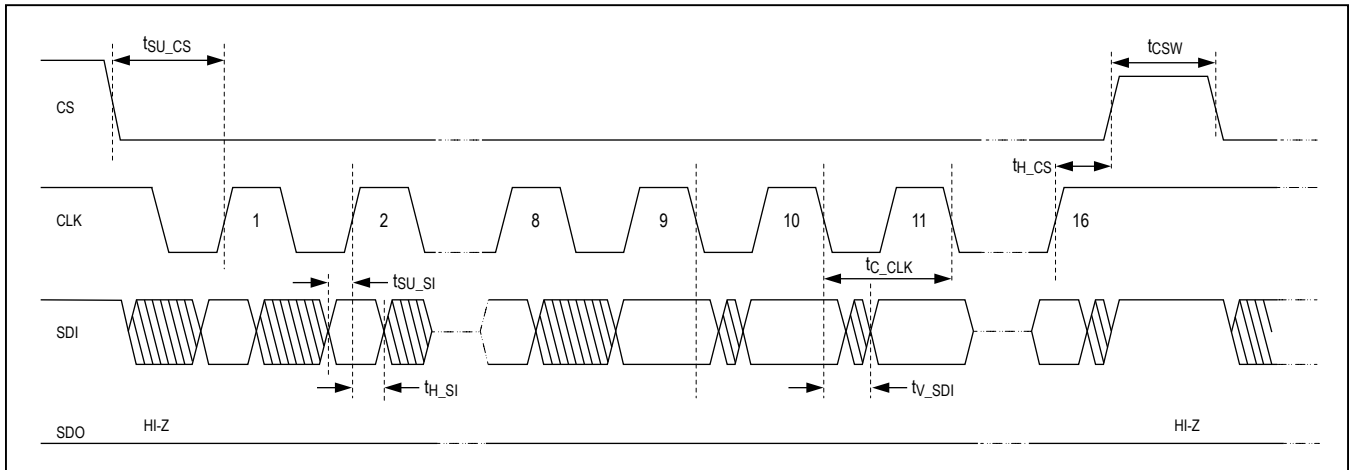 tSU_CS
tCSW
CS
tH_CS
CLK
1
2
8
9
10
11
16
tC_CLK
tSU_SI
SDI
tH_SI
tV_SDI
HI-Z
HI-Z
SDO